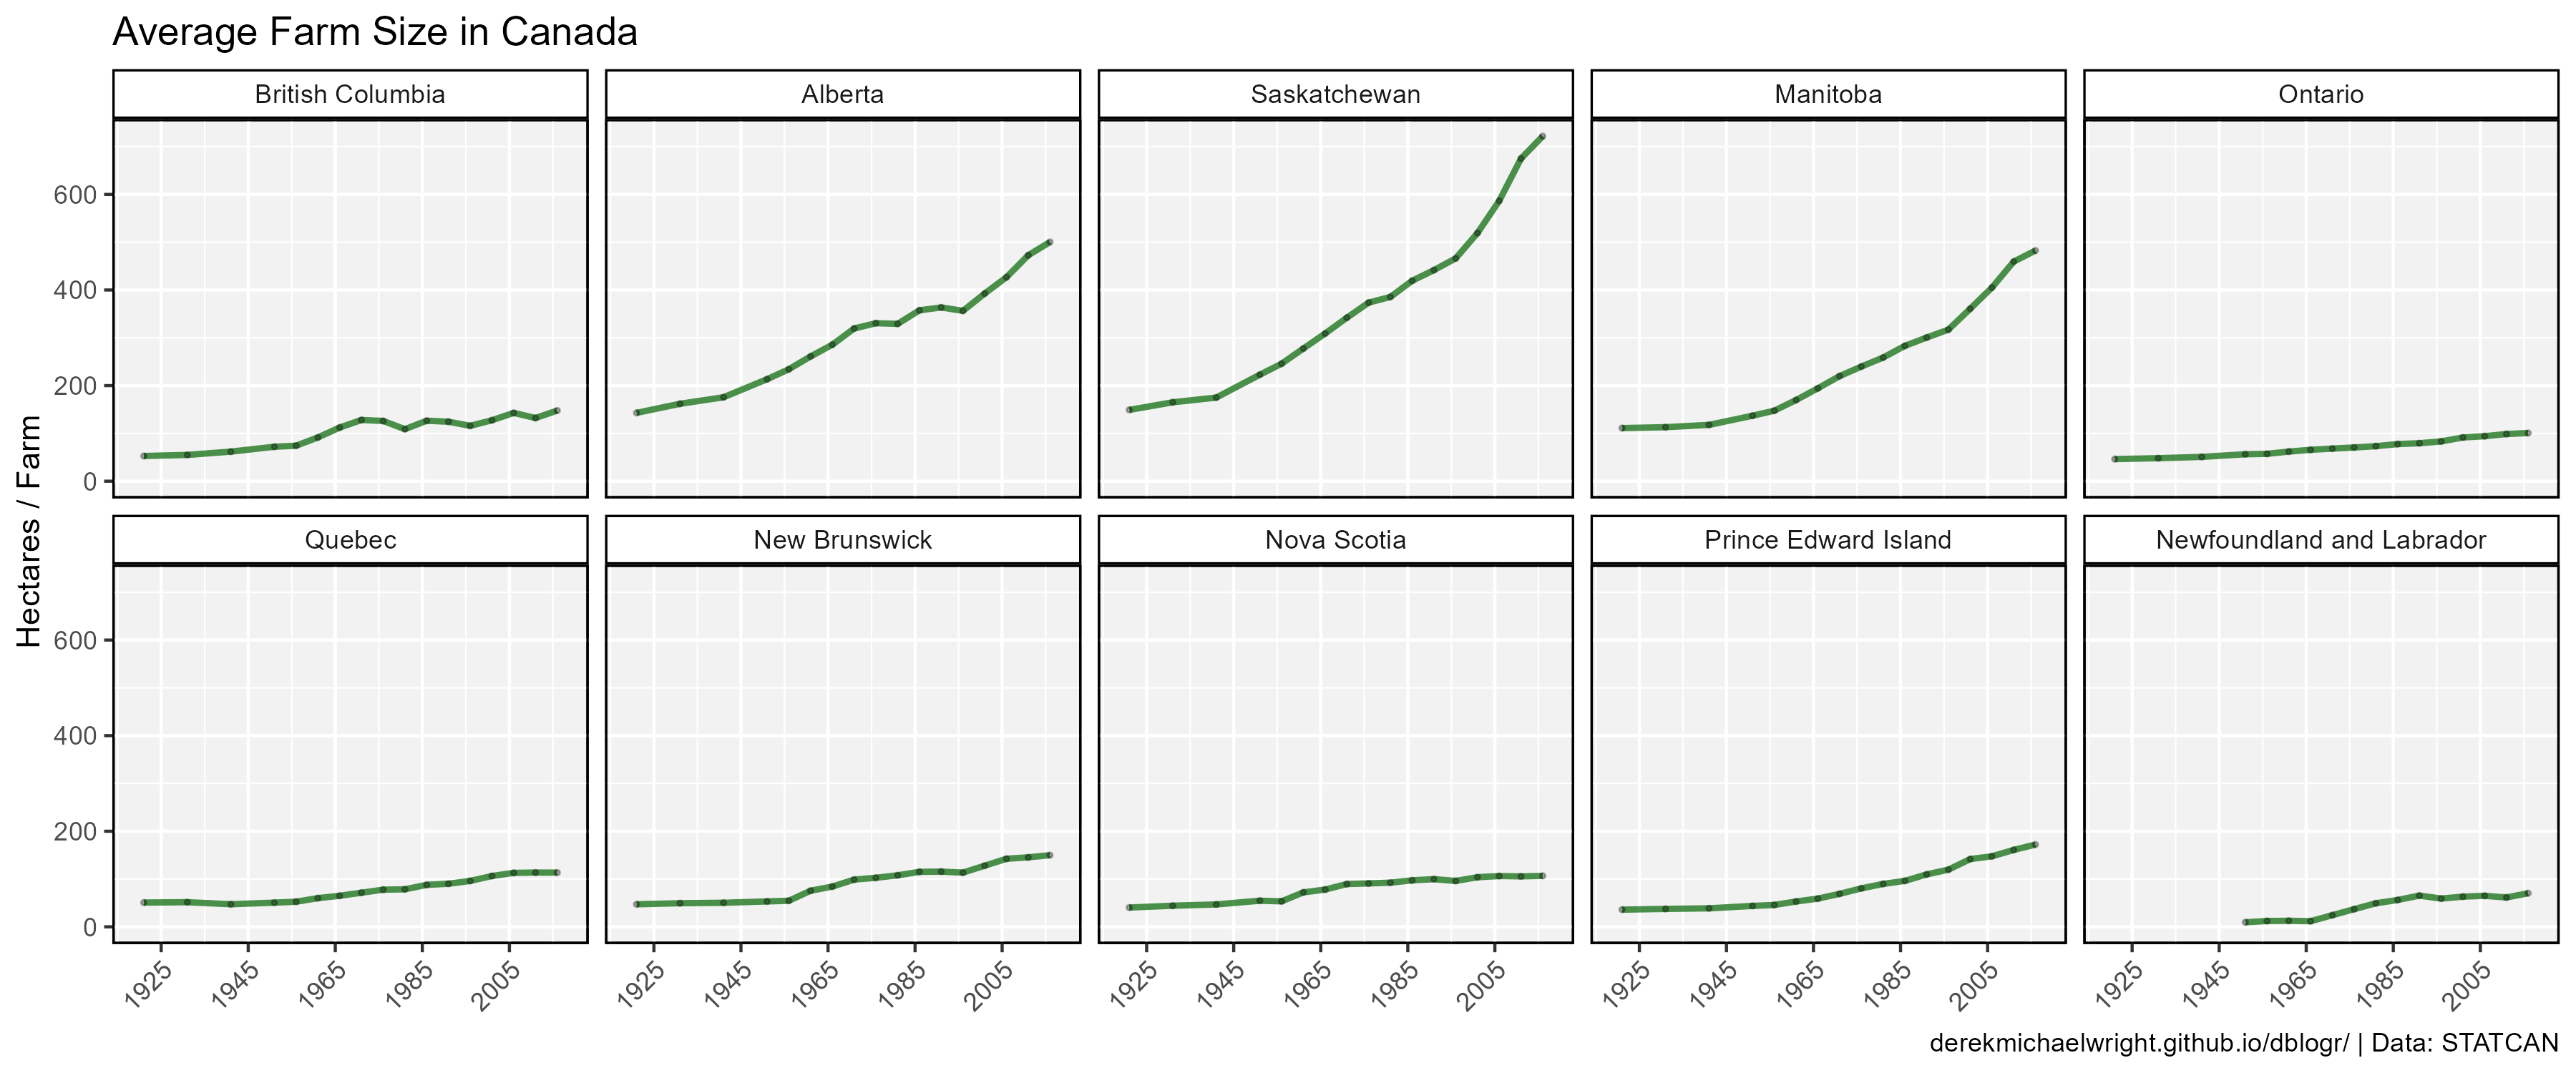 Average Farm Size in Canada
British Columbia
Alberta
Saskatchewan
Manitoba
Ontario
600
400
200
0
Hectares / Farm
Quebec
New Brunswick
Nova Scotia
Prince Edward Island
Newfoundland and Labrador
600
400
200
0
1925 1945 1965 1985 2005
1925 1945 1965 1985 2005
1925 1945 1965 1985 2005
1925 1945 1965 1985 2005
1925 1945 1965 1985 2005
derekmichaelwright.github.io/dblogr/ | Data: STATCAN